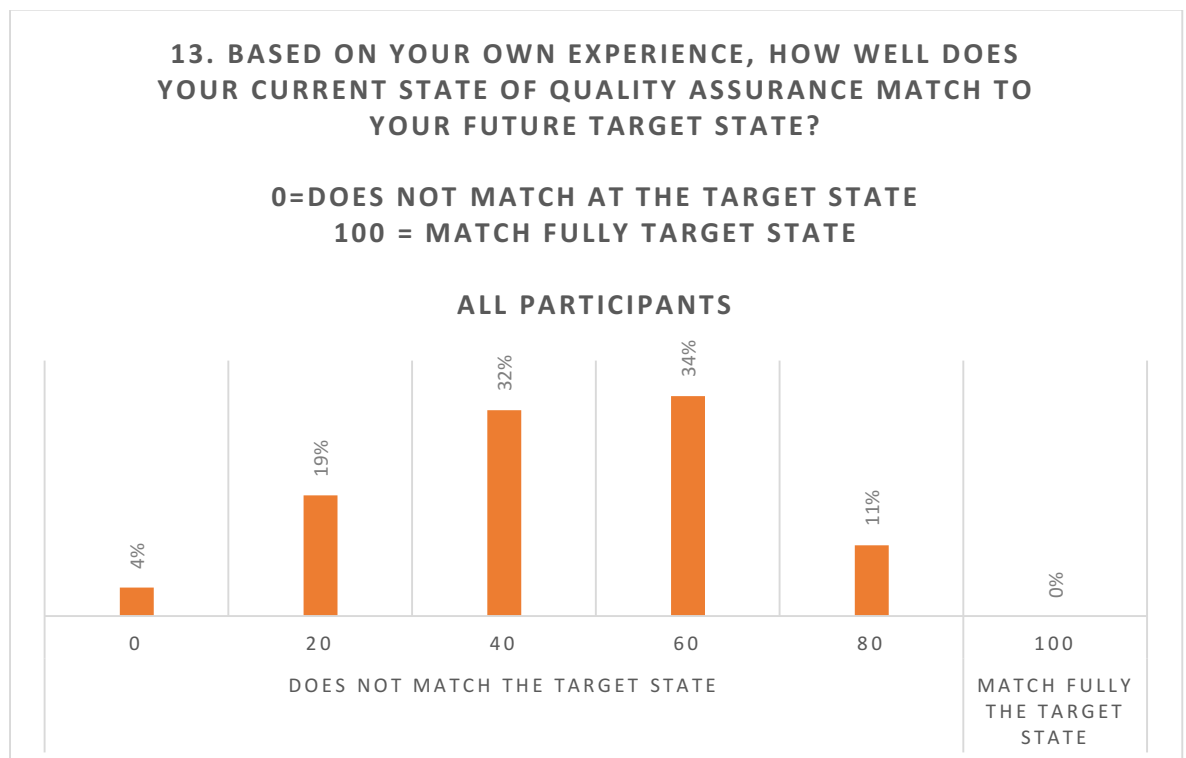 13. BASED ON YOUR OWN EXPERIENCE, HOW WELL DOES
YOUR CURRENT STATE OF QUALITY ASSURANCE MATCH TO
YOUR FUTURE TARGET STATE?
0=DOES NOT MATCH AT THE TARGET STATE
100 = MATCH FULLY TARGET STATE
ALL PARTICIPANTS
4%
19%
32%
34%
11%
0%
0
20
40
60
80
100
DOES NOT MATCH THE TARGET STATE
MATCH FULLY
THE TARGET
STATE